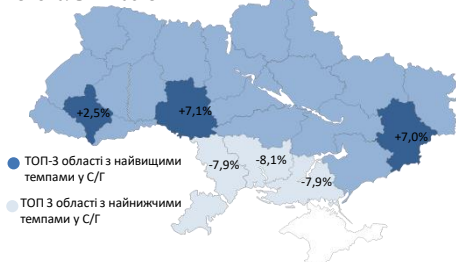 +2,5%
+7,1%
+7,0%
-7,9%
-8,1%
-7,9%
ТОП-3 області з найвищими
темпами у С/Г
ТОП 3 області з найнижчими
темпами у С/Г